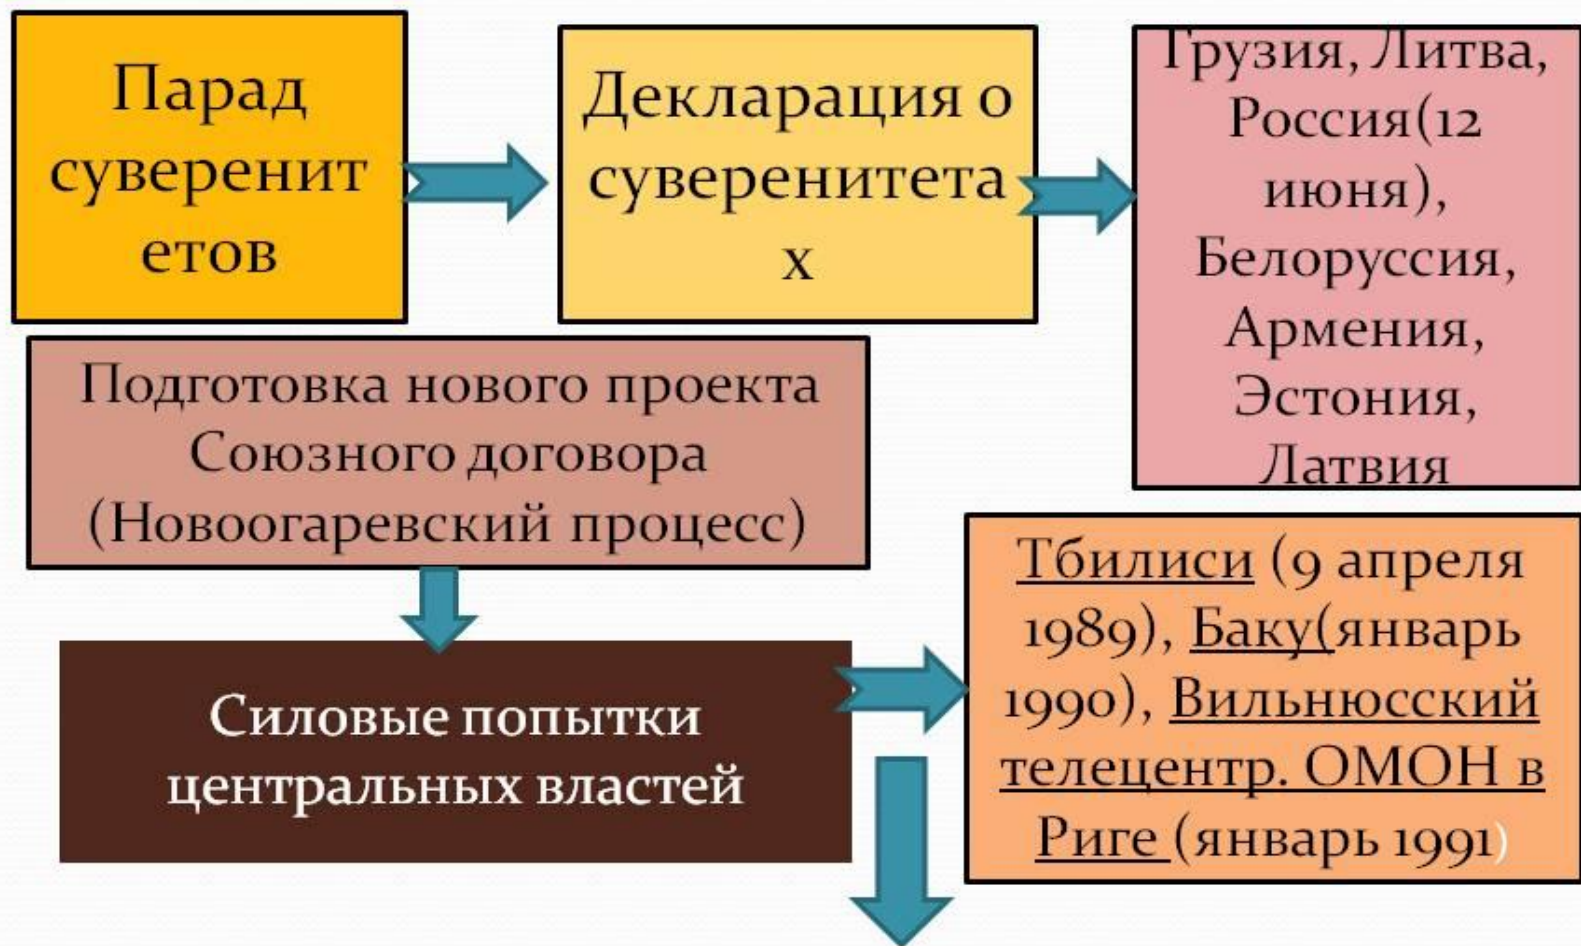 Парад
суверенит
етов
Декларация о
суверенитета
х
Грузия, Литва,
Россия(12
июня),
Белоруссия,
Армения,
Эстония,
Латвия
Подготовка нового проекта
Союзного договора
(Новоогаревский процесс)
Силовые попытки
центральных властей
Тбилиси (9 апреля
1989), Баку(январь
1990), Вильнюсский
телецентр. ОМОН в
Риге (январь 1991)